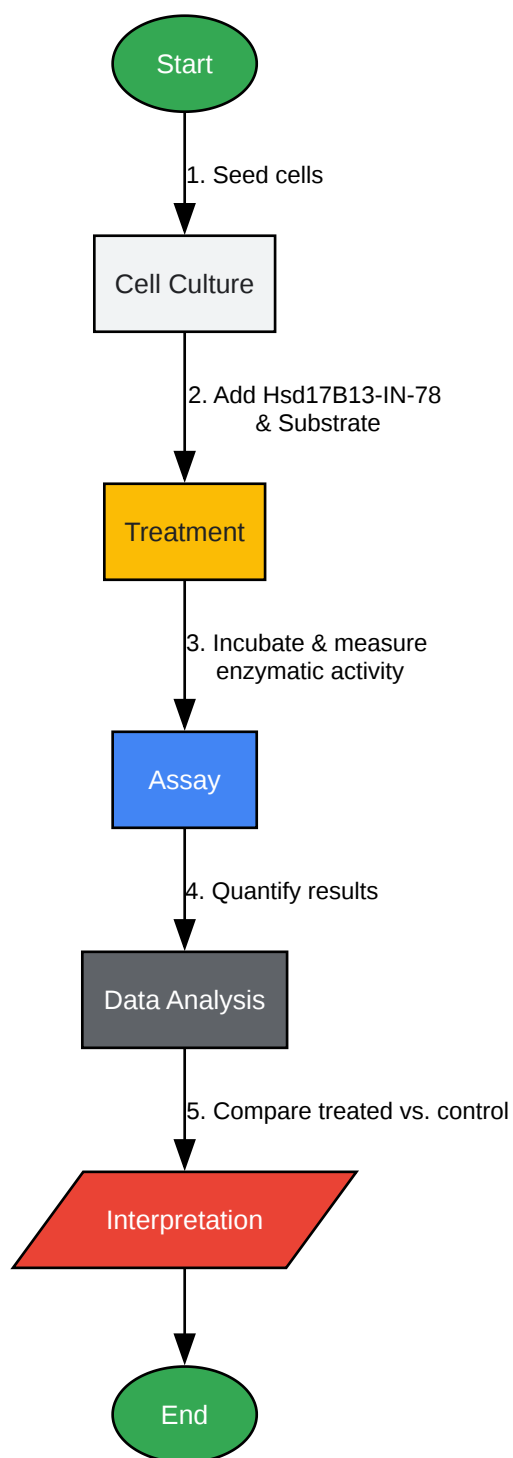 Start
1. Seed cells
Cell Culture
2. Add Hsd17B13-IN-78
& Substrate
Treatment
3. Incubate & measure
enzymatic activity
Assay
4. Quantify results
Data Analysis
5. Compare treated vs. control
Interpretation
End